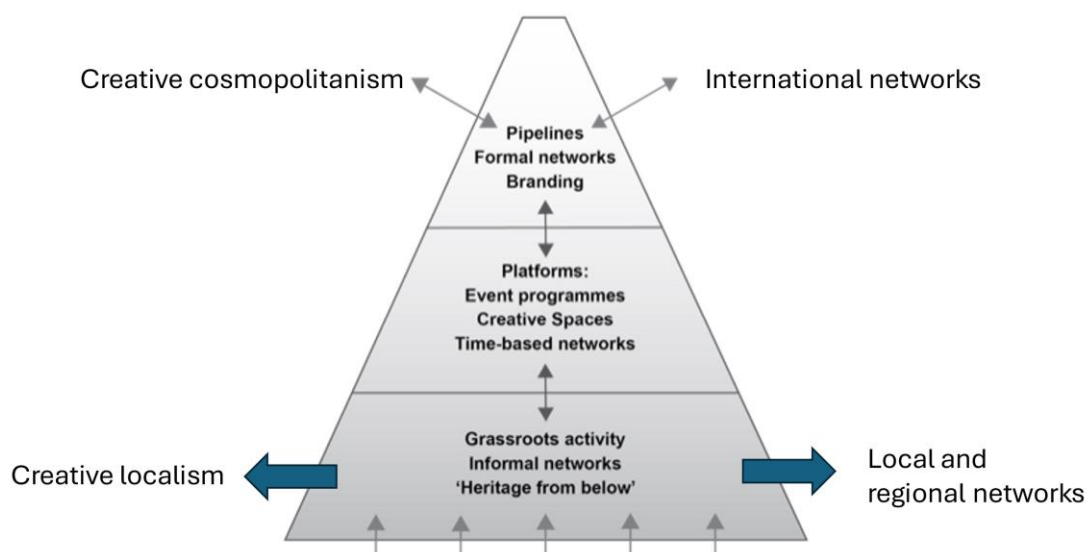 Creative cosmopolitanism
International networks
Pipelines
Formal networks
Branding
Platforms:
Event programmes
Creative Spaces
Time-based networks
Grassroots activity
Informal networks
‘Heritage from below’
Creative localism
Local and
regional networks